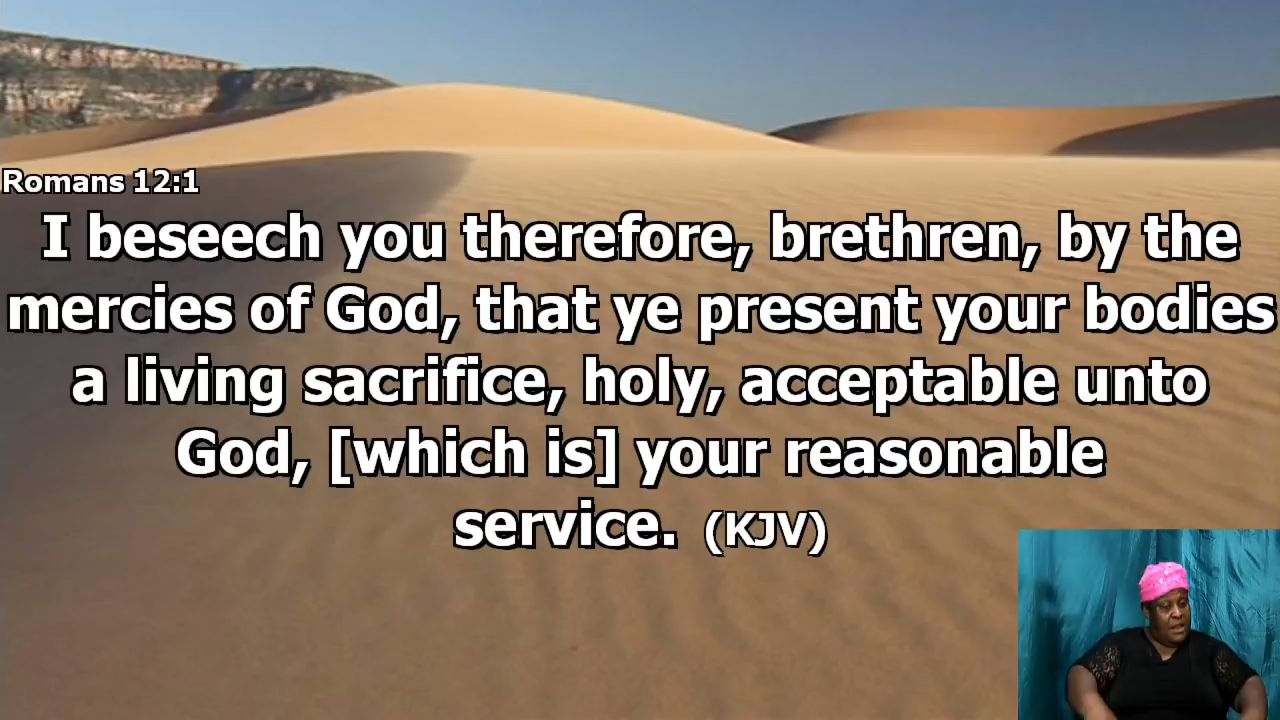 Romans 12:1
I beseech you therefore, brethren, by the
mercies of God, that ye present your bodies
a living sacrifice, holy, acceptable unto
God, [which is] your reasonable
service. (KJV)